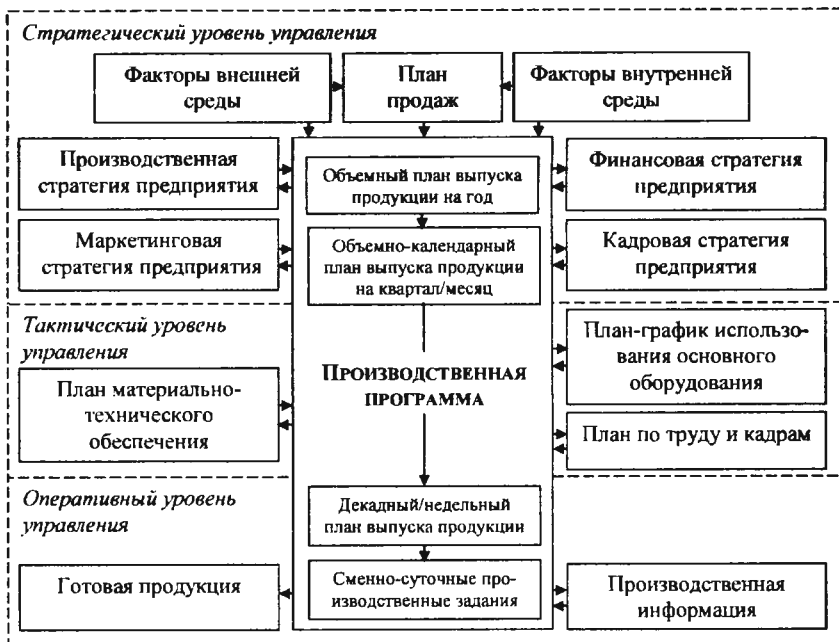 Стратегический уровень управления
Факторы внешней
среды
План
продаж
Факторы внутренней
среды
Производственная
стратегия предприятия
Объемный план выпуска
продукции на год
Финансовая стратегия
предприятия
Маркетинговая
стратегия предприятия
Объемно-календарный
план выпуска продукции
на квартал/месяц
Кадровая стратегия
предприятия
Тактический уровень
управления
План-график использо-
вания основного
оборудования
План материально-
технического
обеспечения
ПРОИЗВОДСТВЕННАЯ
ПРОГРАММА
План по труду и кадрам
Оперативный уровень
управления
Декадный/недельный
план выпуска продукции
Готовая продукция
Сменно-суточные про-
изводственные задания
Производственная
информация